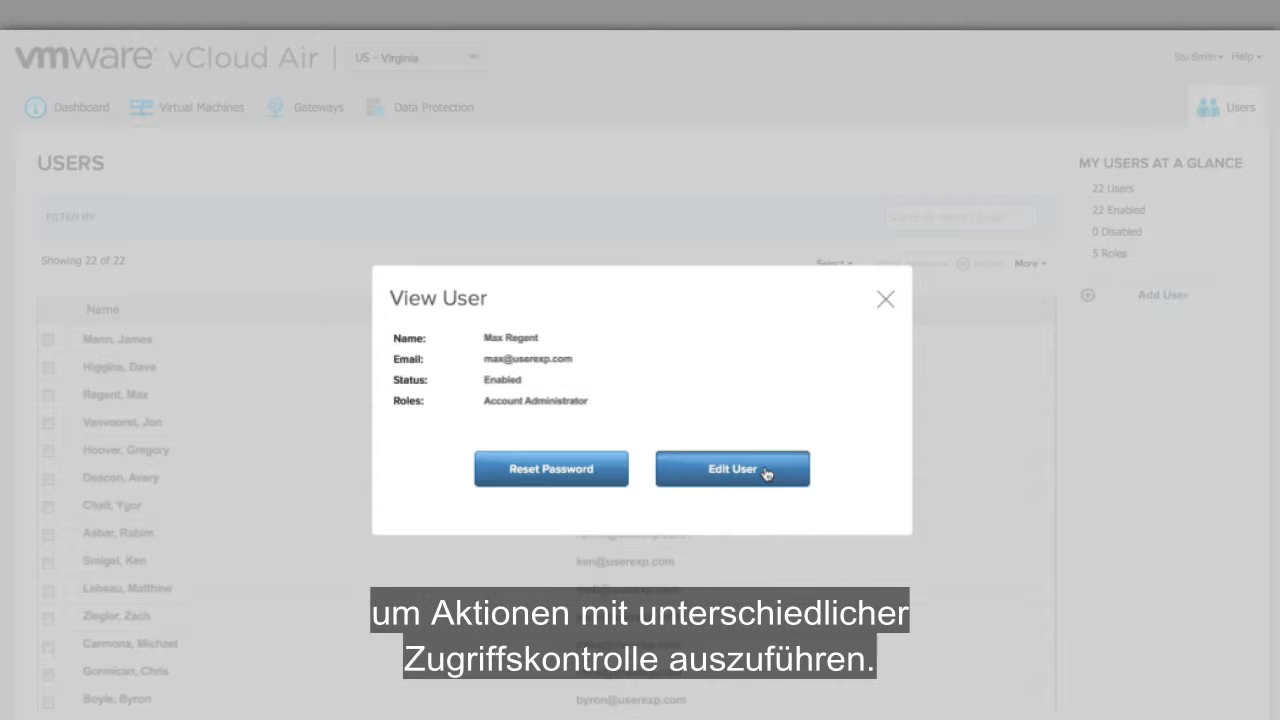 vmware vCloud Air | US - Virginia
Stu Smith Help
Dashboard Virtual Machines Gateways Data Protection Users
USERS
MY USERS AT A GLANCE
22 Users
22 Enabled
0 Disabled
5 Roles
Add User
FILTER BY
Showing 22 of 22
Select More
Name
Mann, James
Higgins, Dave
Regent, Max
Vanvoorst, Jon
Hoover, Gregory
Deacon, Avery
Chait, Ygor
Asbar, Rabim
Smigel, Ken ken@userexp.com
Lebeau, Matthew
Ziegler, Zach
Carmona, Michael
Gormican, Chris
Boyle, Byron byron@userexp.com
View User
Name: Max Regent
Email: max@userexp.com
Status: Enabled
Roles: Account Administrator
Reset Password Edit User
um Aktionen mit unterschiedlicher
Zugriffskontrolle auszuführen.